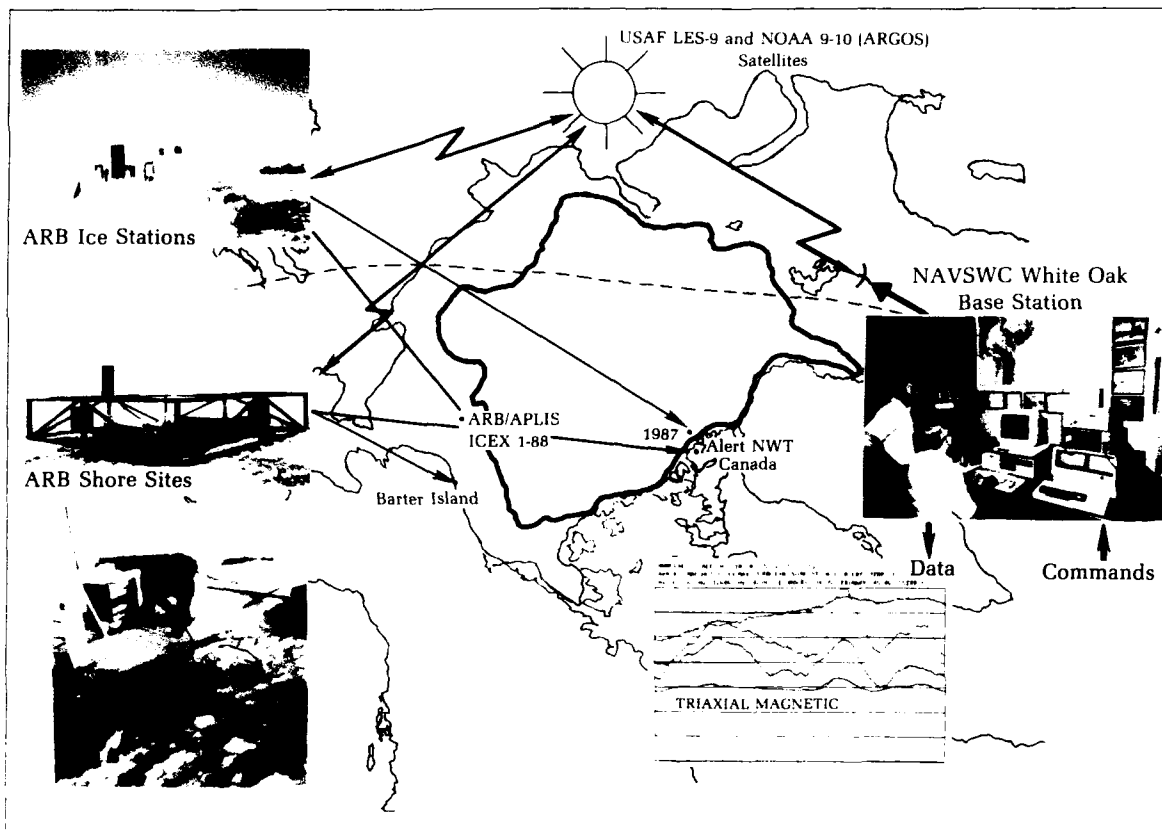 USAF LES-9 and NOAA 9-10 (ARGOS)
Satellites
ARB Ice Stations
NAVSWC White Oak
Base Station
ARB/APLIS
ICEX 1-88
1987
Alert NWT
Canada
ARB Shore Sites
Barter Island
Data
Commands
TRIAXIAL MAGNETIC